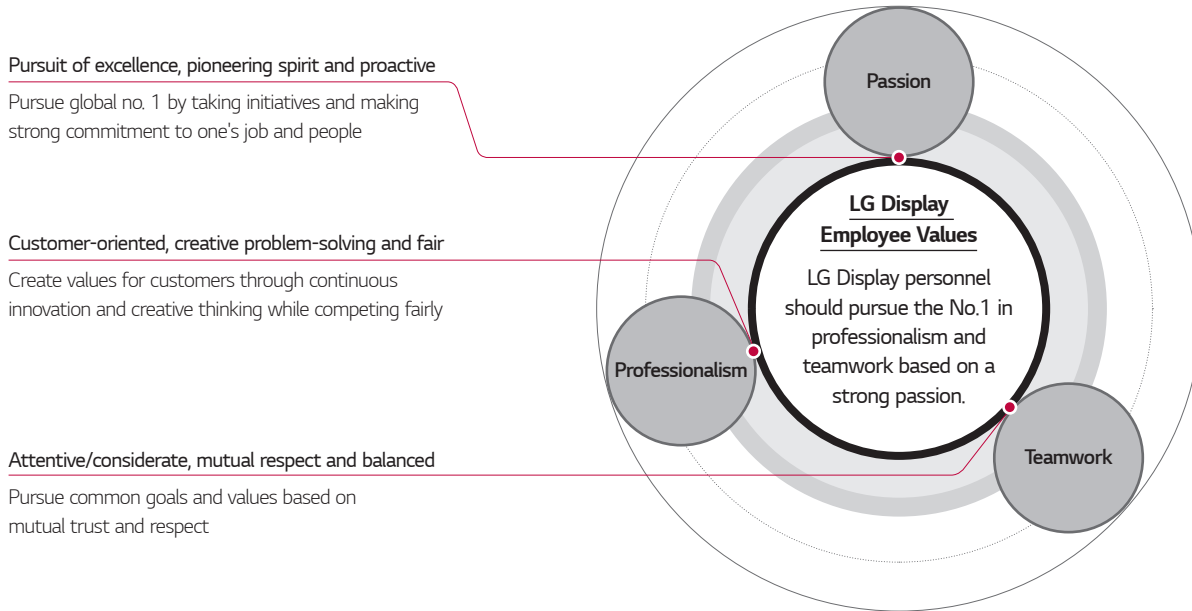 Pursuit of excellence, pioneering spirit and proactive
Pursue global no. 1 by taking initiatives and making
strong commitment to one's job and people
Customer-oriented, creative problem-solving and fair
Create values for customers through continuous
innovation and creative thinking while competing fairly
Attentive/considerate, mutual respect and balanced
Pursue common goals and values based on
mutual trust and respect
Passion
LG Display
Employee Values
LG Display personnel
should pursue the No.1 in
professionalism and
teamwork based on a
strong passion.
Professionalism
Teamwork